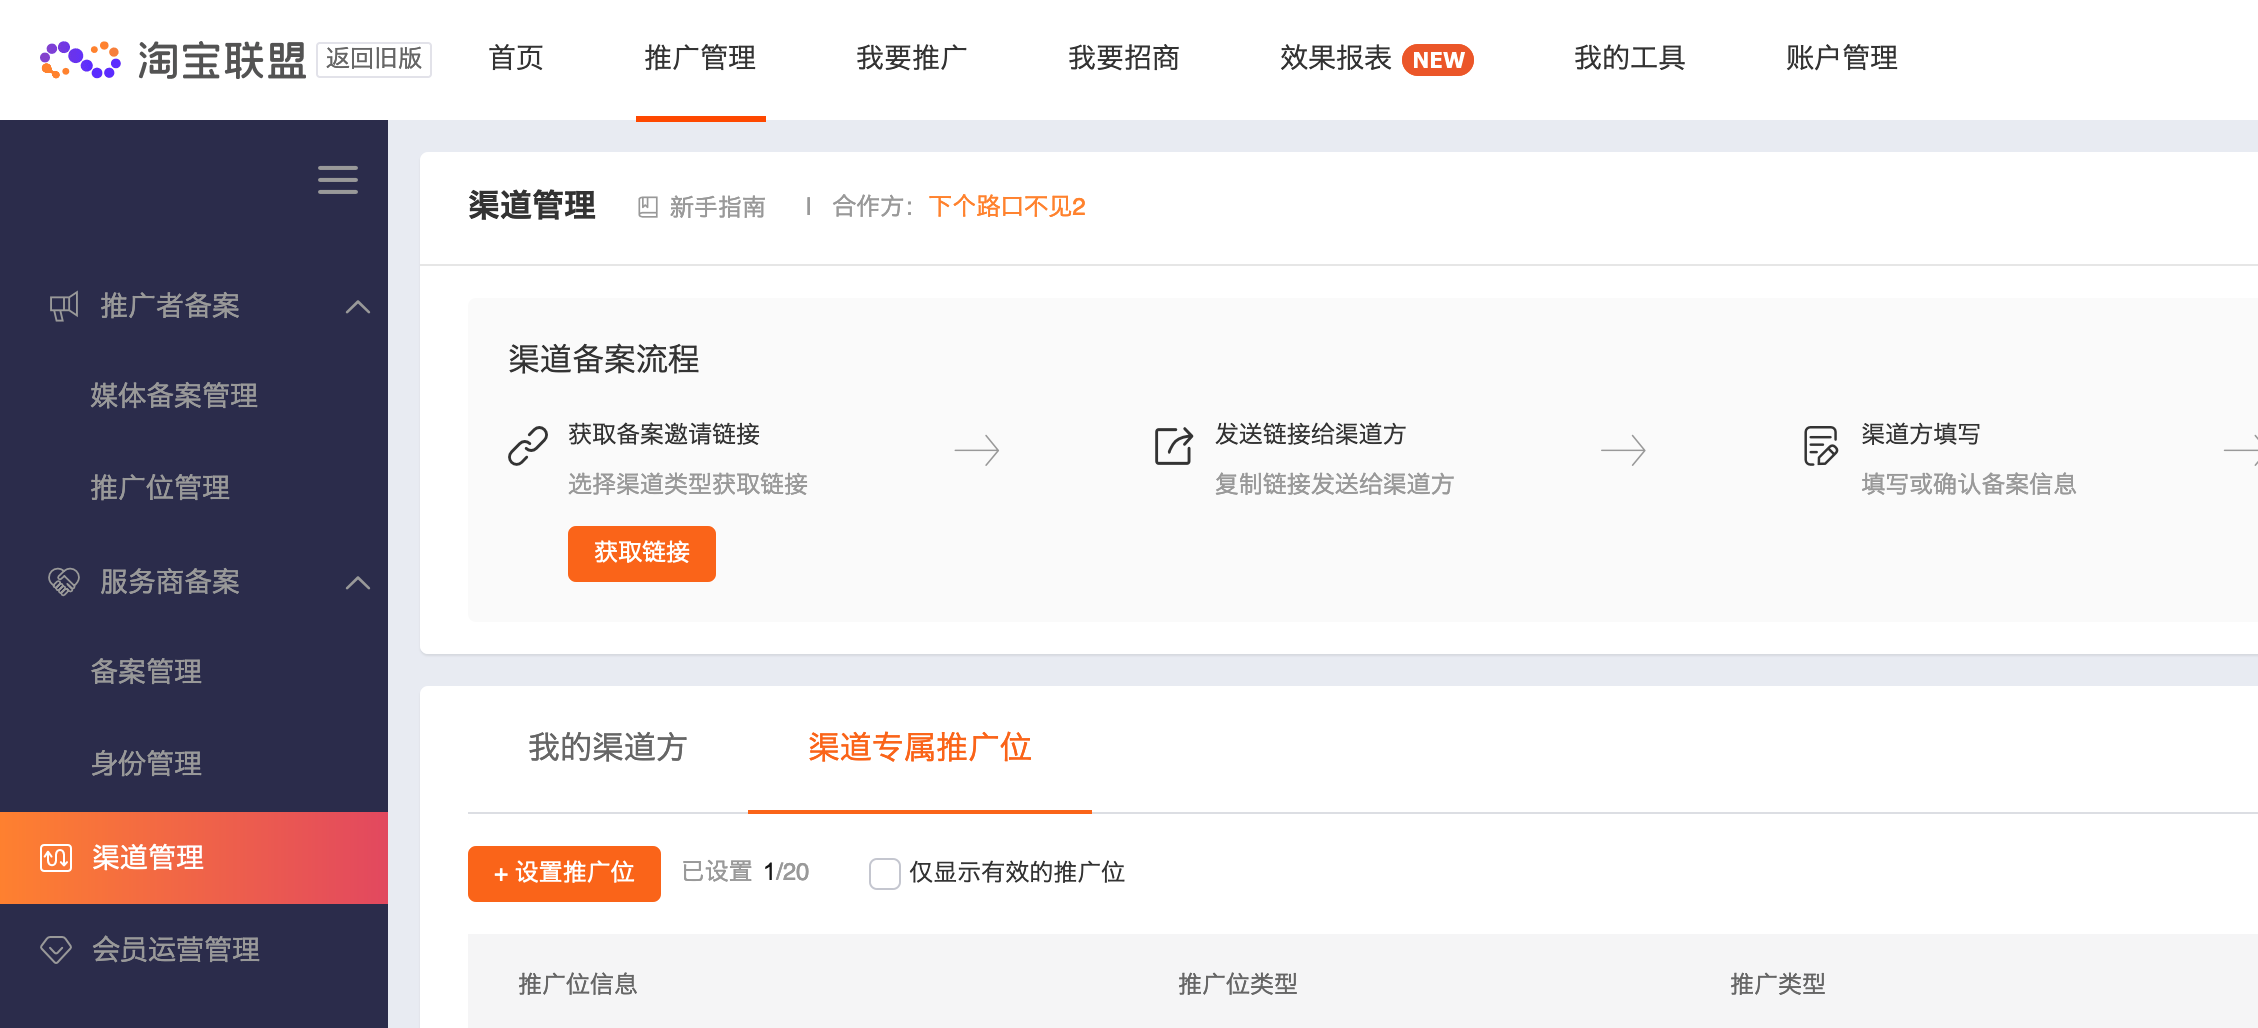 淘宝联盟 返回旧版 首页 推广管理 我要推广 我要招商 效果报表 NEW 我的工具 账户管理
推广者备案
媒体备案管理
推广位管理
服务商备案
备案管理
身份管理
渠道管理
会员运营管理
渠道管理 新手指南 | 合作方： 下个路口不见2
渠道备案流程
获取备案邀请链接
选择渠道类型获取链接
获取链接
发送链接给渠道方
复制链接发送给渠道方
渠道方填写
填写或确认备案信息
我的渠道方 渠道专属推广位
+ 设置推广位 已设置 1/20 仅显示有效的推广位
推广位信息 推广位类型 推广类型